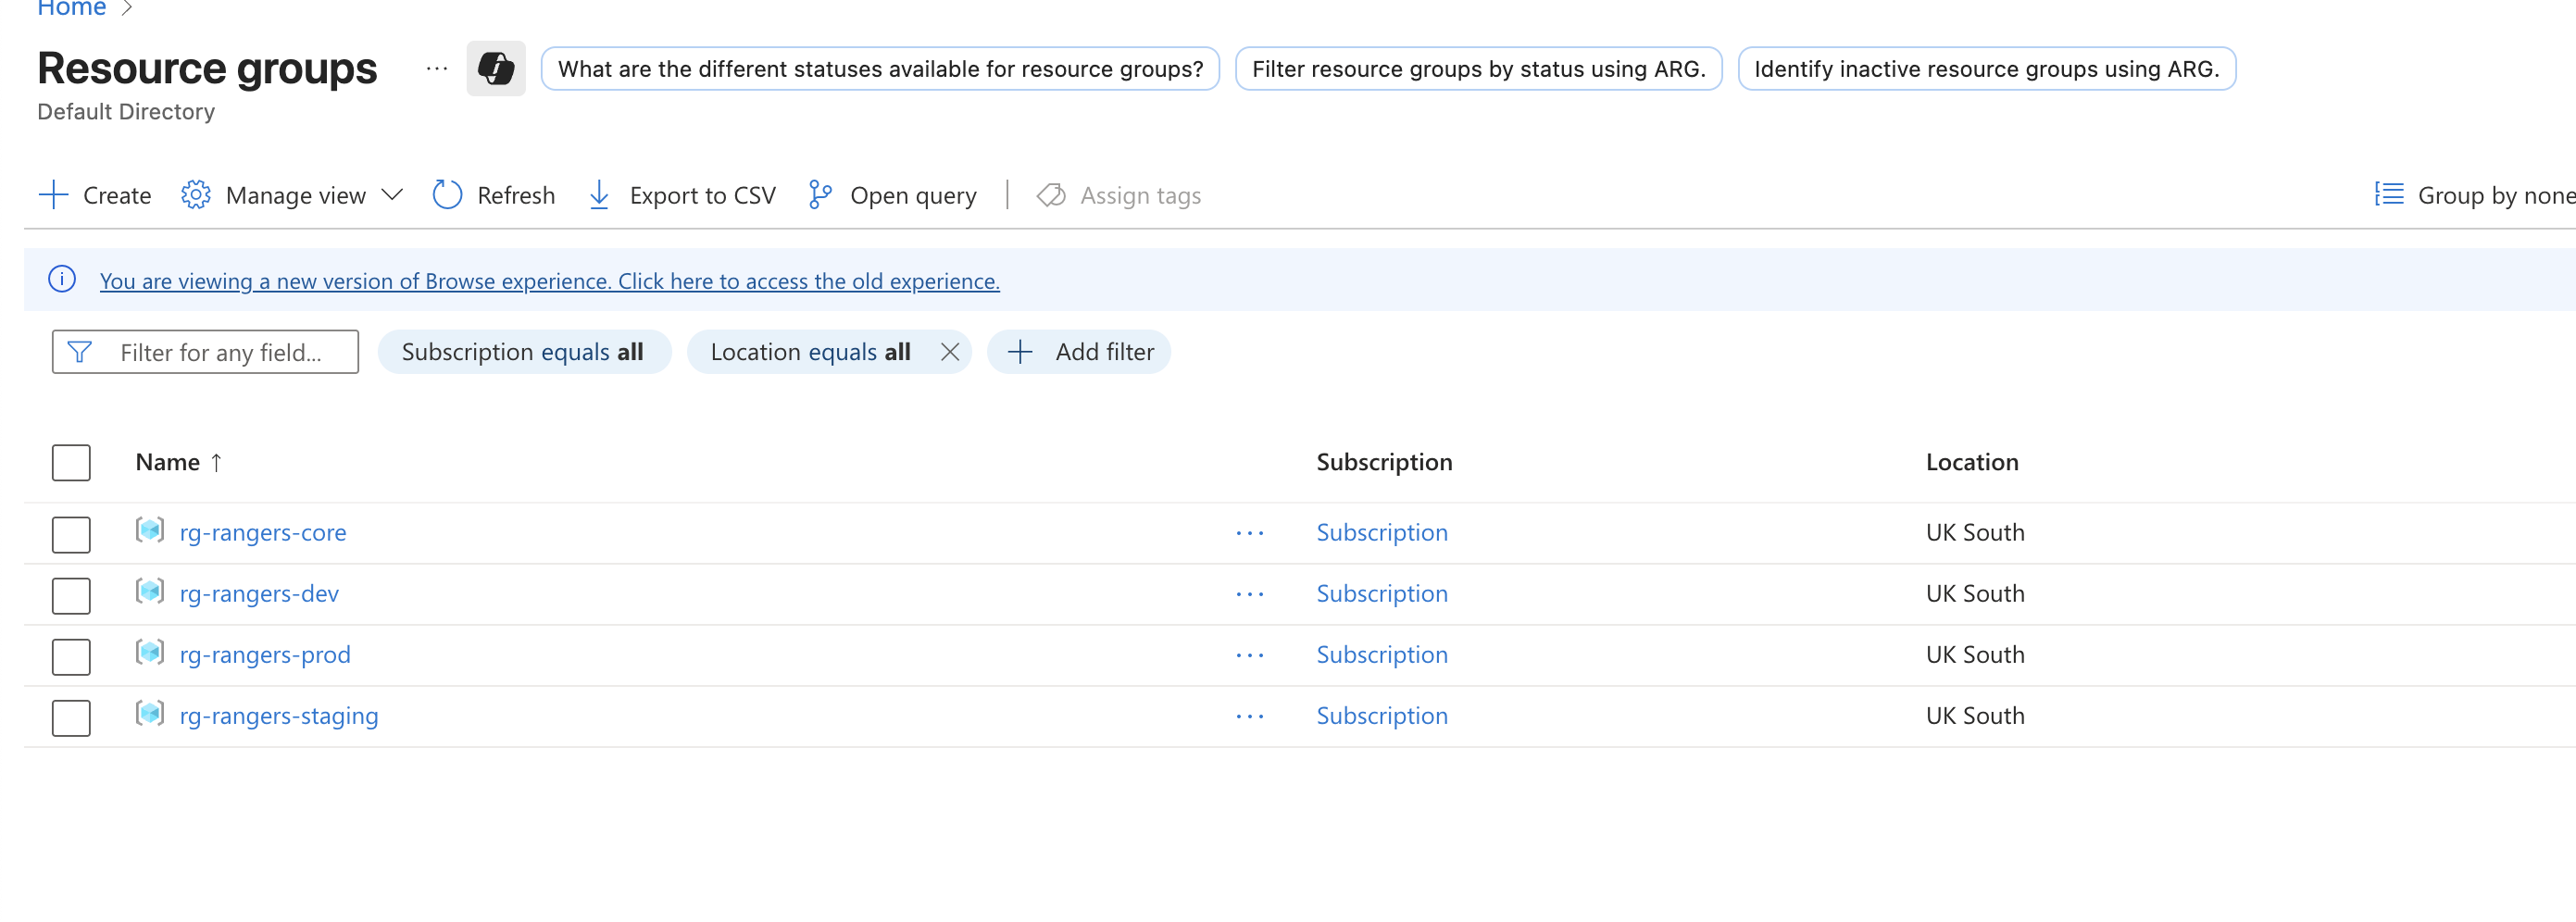 Home >
Resource groups ... What are the different statuses available for resource groups? Filter resource groups by status using ARG. Identify inactive resource groups using ARG.
Default Directory
Create Manage view Refresh Export to CSV Open query | Assign tags Group by none
You are viewing a new version of Browse experience. Click here to access the old experience.
Filter for any field... Subscription equals all Location equals all Add filter
Name ↑ Subscription Location
rg-rangers-core ... Subscription UK South
rg-rangers-dev ... Subscription UK South
rg-rangers-prod ... Subscription UK South
rg-rangers-staging ... Subscription UK South